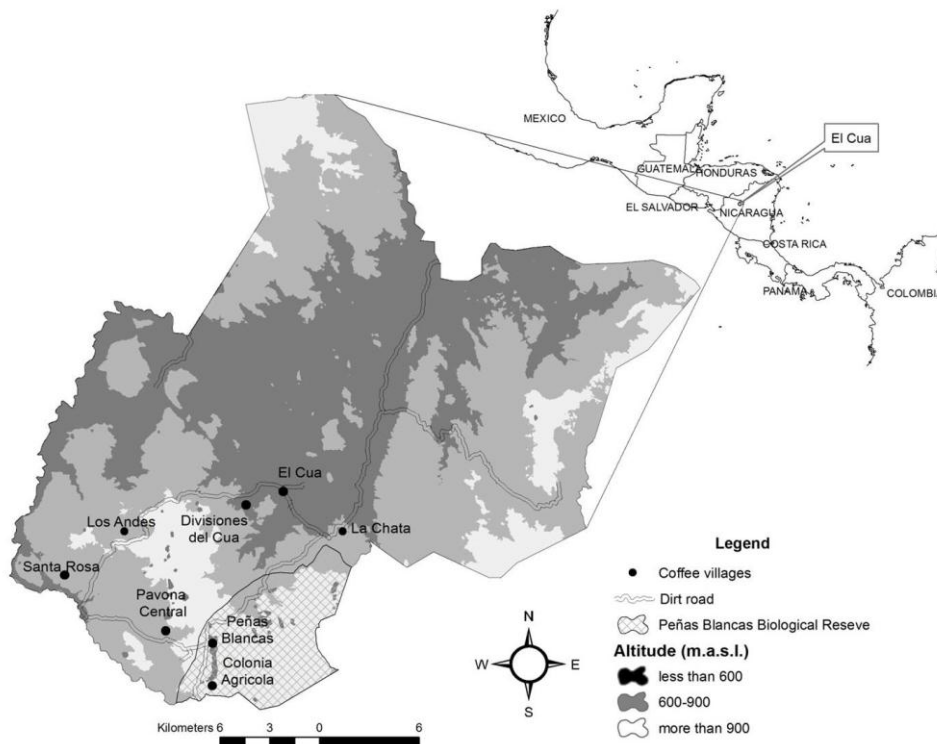 MEXICO
El Cua
GUATEMALA
HONDURAS
EL SALVADOR
NICARAGUA
COSTA RICA
PANAMA
COLOMBIA
El Cua
Los Andes
Divisiones
del Cua
La Chata
Santa Rosa
Pavona
Central
Peñas
Blancas
Colonia
Agricola
Legend
Coffee villages
Dirt road
Peñas Blancas Biological Reseve
Altitude (m.a.s.l.)
less than 600
600-900
more than 900
N
W E
S
Kilometers 6 3 0 6